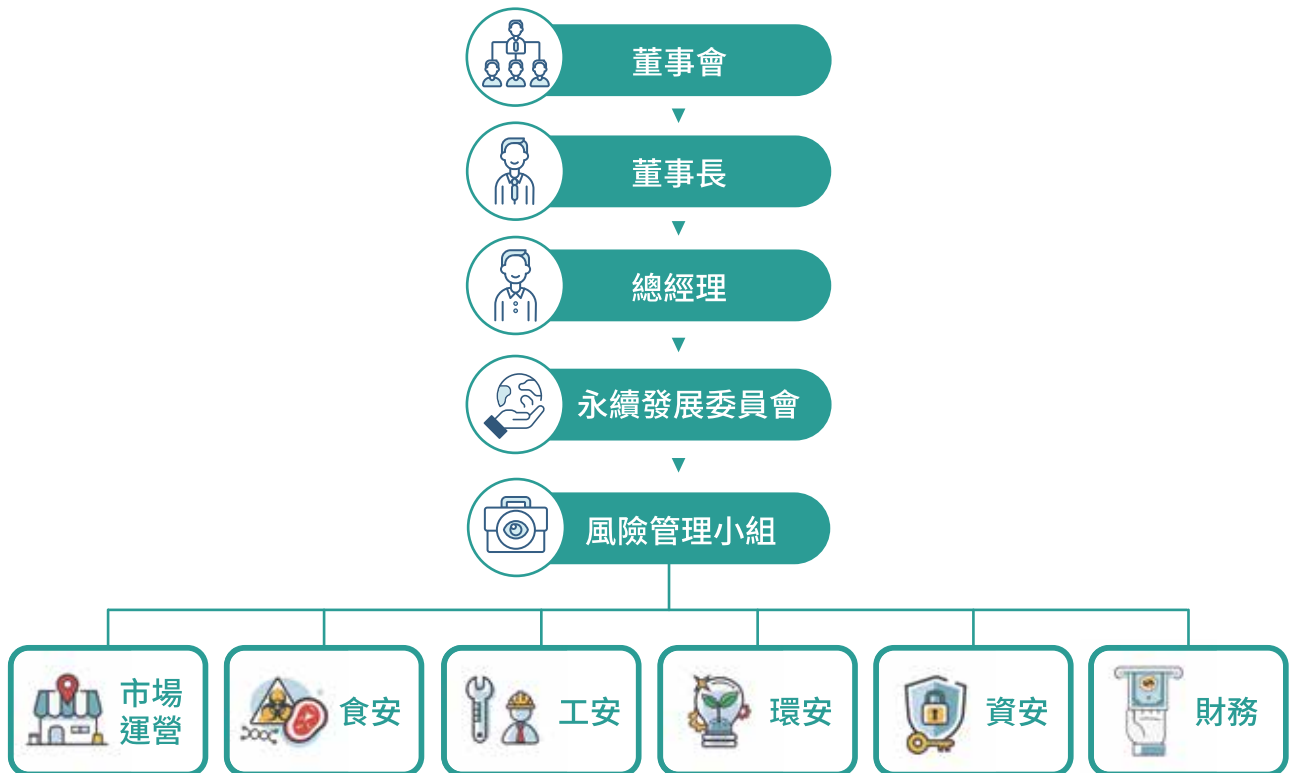 董事會
董事長
總經理
永續發展委員會
風險管理小組
市場
運營
食安
工安
環安
資安
財務